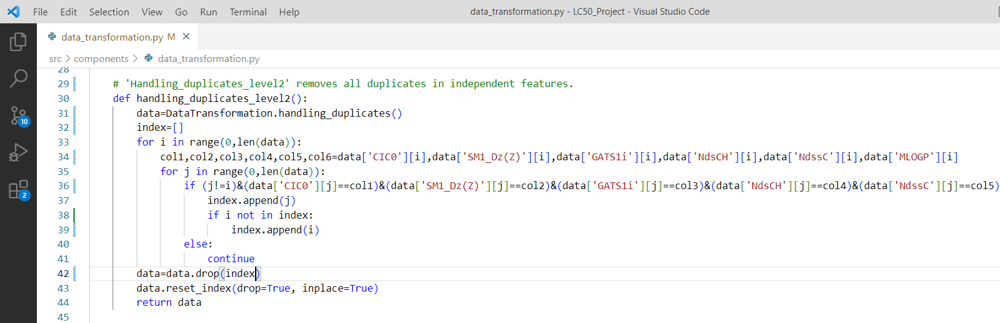 File Edit Selection View Go Run Terminal Help data_transformation.py - LC50_Project - Visual Studio Code
data_transformation.py M
src > components > data_transformation.py
28
29 # 'Handling_duplicates_level2' removes all duplicates in independent features.
30 def handling_duplicates_level2():
31 data=DataTransformation.handling_duplicates()
32 index=[]
33 for i in range(0,len(data)):
34 col1,col2,col3,col4,col5,col6=data['CIC0'][i],data['SM1_Dz(Z)'][i],data['GATS1i'][i],data['NdsCH'][i],data['NdssC'][i],data['MLOGP'][i]
35 for j in range(0,len(data)):
36 if (j!=i)&(data['CIC0'][j]==col1)&(data['SM1_Dz(Z)'][j]==col2)&(data['GATS1i'][j]==col3)&(data['NdsCH'][j]==col4)&(data['NdssC'][j]==col5)
37 index.append(j)
38 if i not in index:
39 index.append(i)
40 else:
41 continue
42 data=data.drop(index)
43 data.reset_index(drop=True, inplace=True)
44 return data
45
10
2